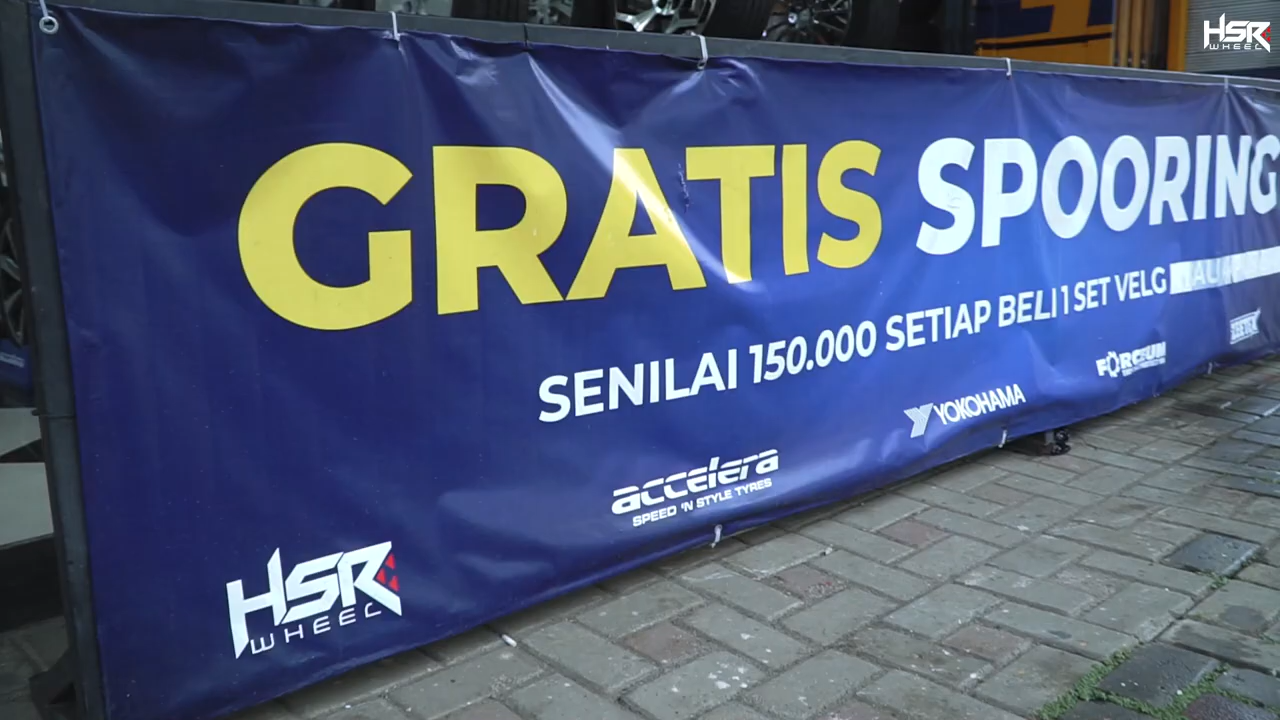 HSR
WHEEL
GRATIS SPOORING
SENILAI 150.000 SETIAP BELI 1 SET VELG
accelera
SPEED 'N STYLE TYRES
YOKOHAMA
FORCEUM
HSR
WHEEL